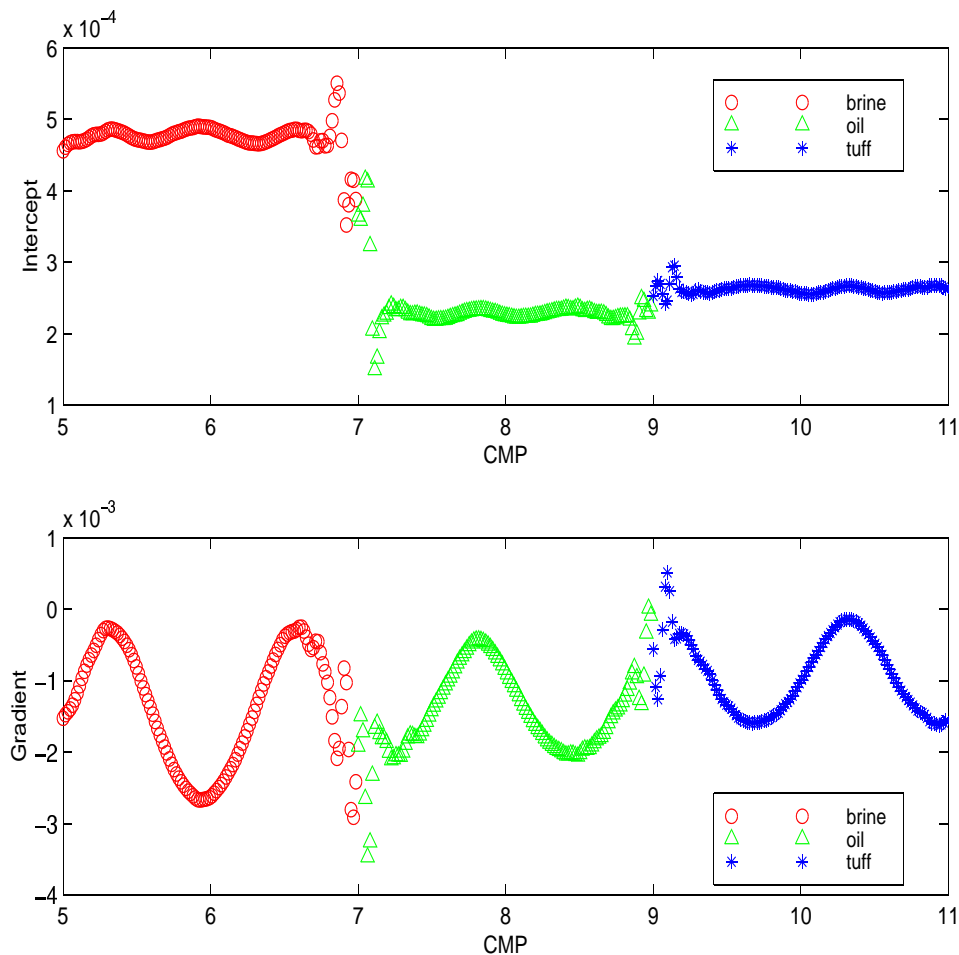 x 10⁻⁴
6
5
4
3
2
1
Intercept
5 6 7 8 9 10 11
CMP
brine
oil
tuff
x 10⁻³
1
0
−1
−2
−3
−4
Gradient
5 6 7 8 9 10 11
CMP
brine
oil
tuff